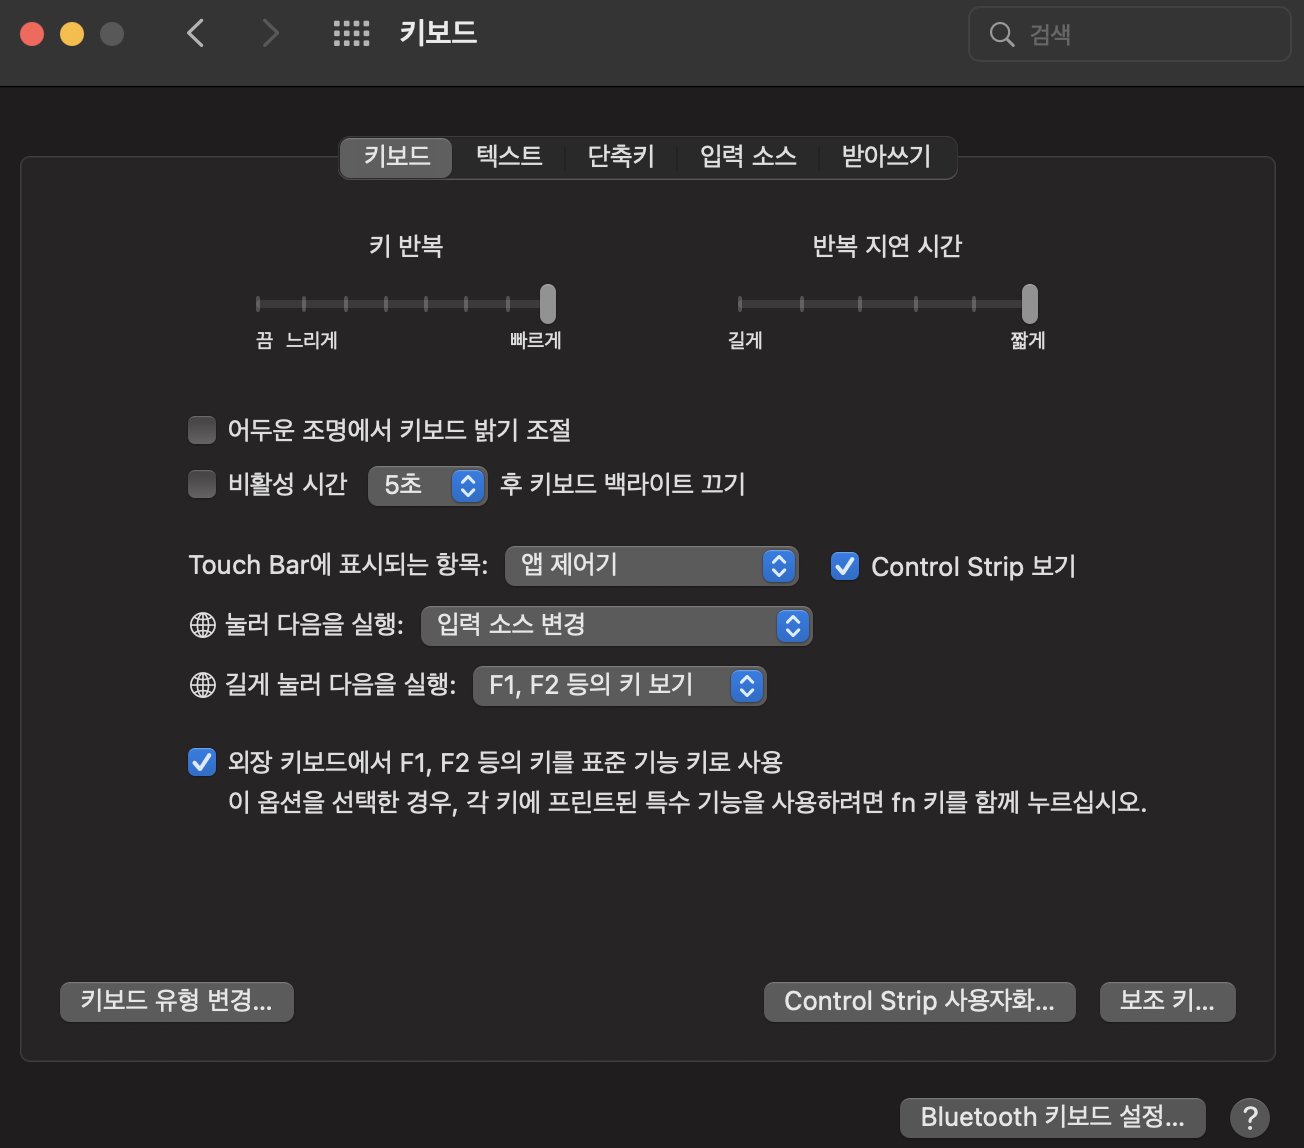 키보드
검색
키보드 텍스트 단축키 입력 소스 받아쓰기
키 반복 반복 지연 시간
끔 느리게 빠르게 길게 짧게
어두운 조명에서 키보드 밝기 조절
비활성 시간 5초 후 키보드 백라이트 끄기
Touch Bar에 표시되는 항목: 앱 제어기 Control Strip 보기
눌러 다음을 실행: 입력 소스 변경
길게 눌러 다음을 실행: F1, F2 등의 키 보기
외장 키보드에서 F1, F2 등의 키를 표준 기능 키로 사용
이 옵션을 선택한 경우, 각 키에 프린트된 특수 기능을 사용하려면 fn 키를 함께 누르십시오.
키보드 유형 변경... Control Strip 사용자화... 보조 키...
Bluetooth 키보드 설정... ?